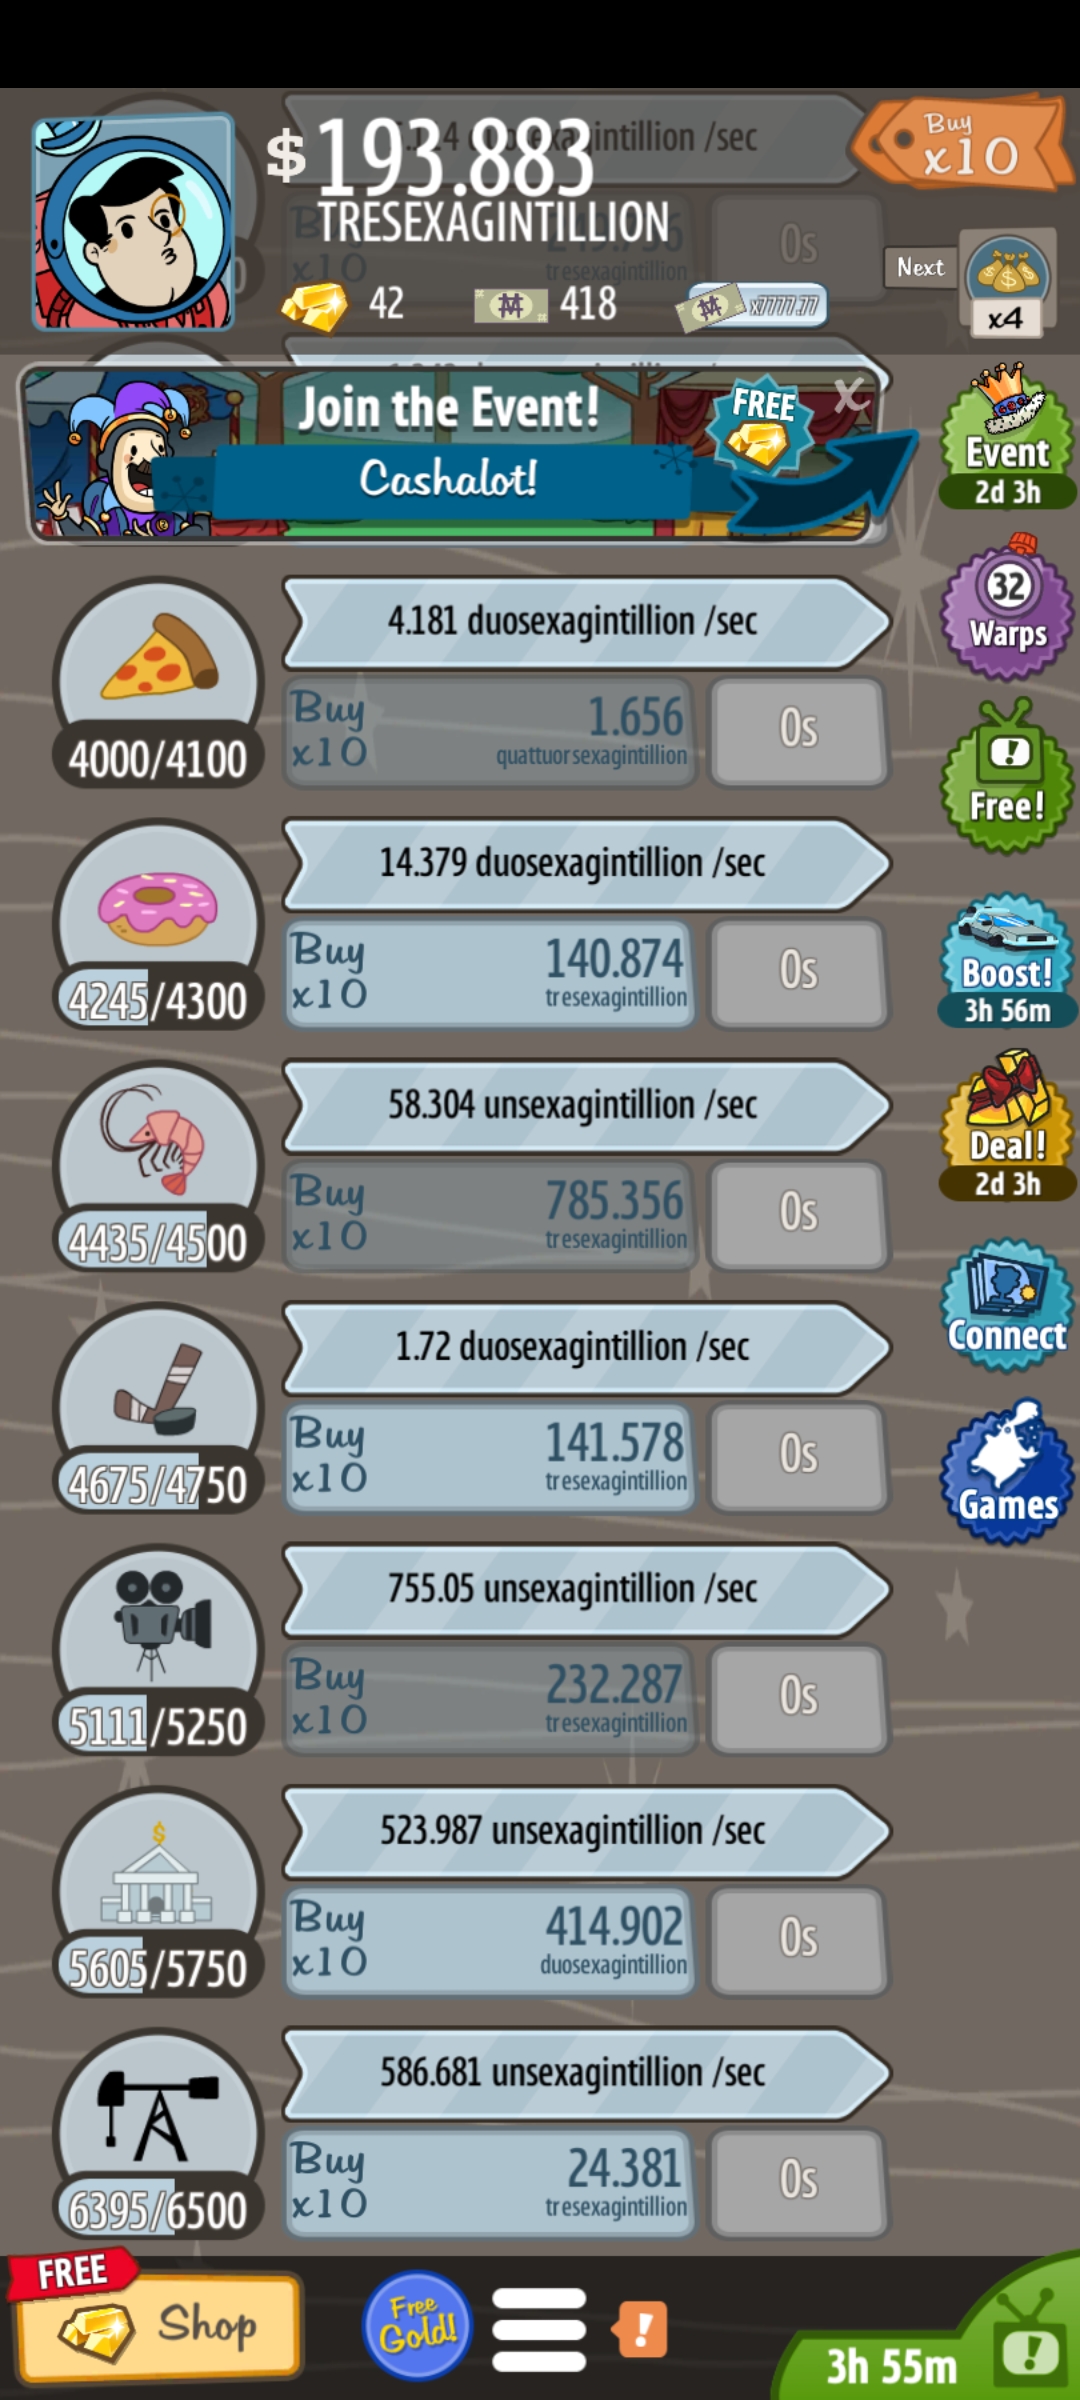 $193.883
TRESEXAGINTILLION
42
418
x7777.77
Buy
x10
249.736
tresexagintillion
0s
Buy
x10
Next
x4
Join the Event!
Cashalot!
FREE
X
Event
2d 3h
32
Warps
Free!
Boost!
3h 56m
Deal!
2d 3h
Connect
Games
4.181 duosexagintillion /sec
4000/4100
Buy
x10
1.656
quattuorsexagintillion
0s
14.379 duosexagintillion /sec
4245/4300
Buy
x10
140.874
tresexagintillion
0s
58.304 unsexagintillion /sec
4435/4500
Buy
x10
785.356
tresexagintillion
0s
1.72 duosexagintillion /sec
4675/4750
Buy
x10
141.578
tresexagintillion
0s
755.05 unsexagintillion /sec
5111/5250
Buy
x10
232.287
tresexagintillion
0s
523.987 unsexagintillion /sec
5605/5750
Buy
x10
414.902
duosexagintillion
0s
586.681 unsexagintillion /sec
6395/6500
Buy
x10
24.381
tresexagintillion
0s
FREE
Shop
Free
Gold!
!
3h 55m